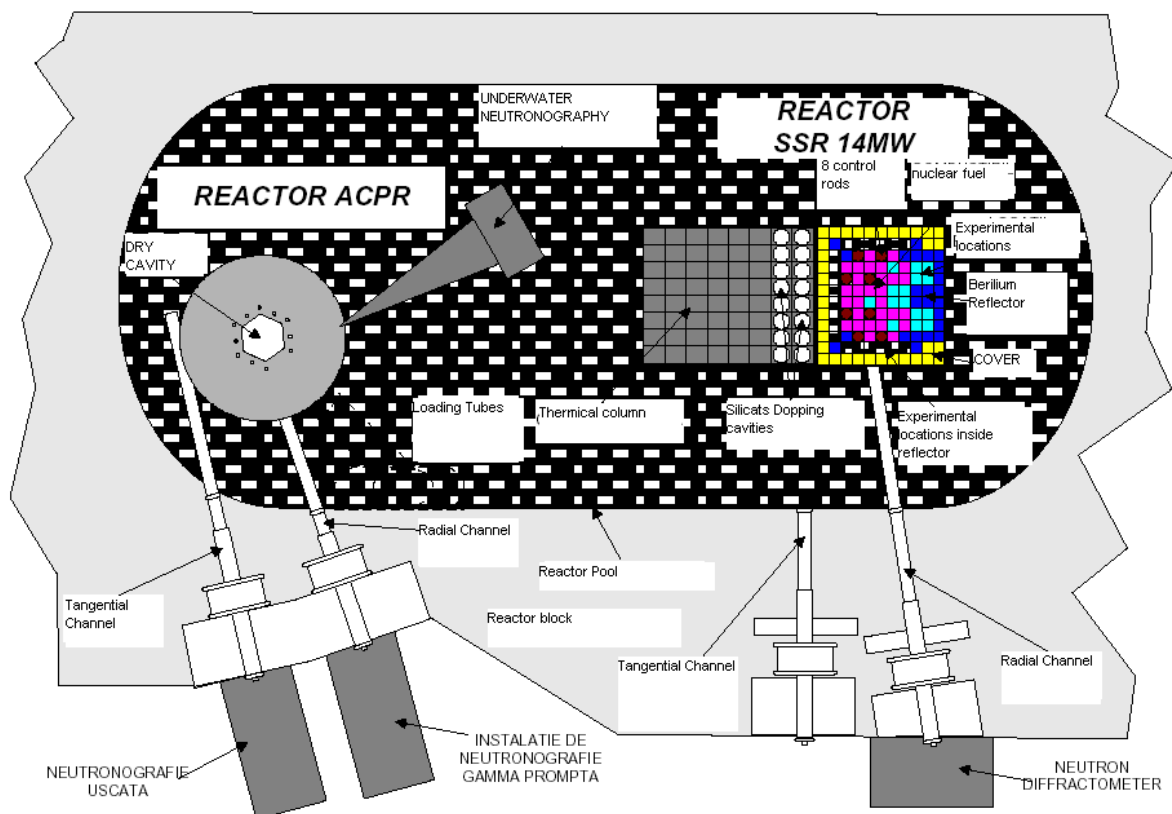 UNDERWATER
NEUTRONOGRAPHY
REACTOR
SSR 14MW
8 control
rods
nuclear fuel
REACTOR ACPR
DRY
CAVITY
Experimental
locations
Berilium
Reflector
COVER
Loading Tubes
Thermical column
Silicats Dopping
cavities
Experimental
locations inside
reflector
Radial Channel
Reactor Pool
Tangential
Channel
Reactor block
Tangential Channel
Radial Channel
NEUTRONOGRAFIE
USCATA
INSTALATIE DE
NEUTRONOGRAFIE
GAMMA PROMPTA
NEUTRON
DIFFRACTOMETER